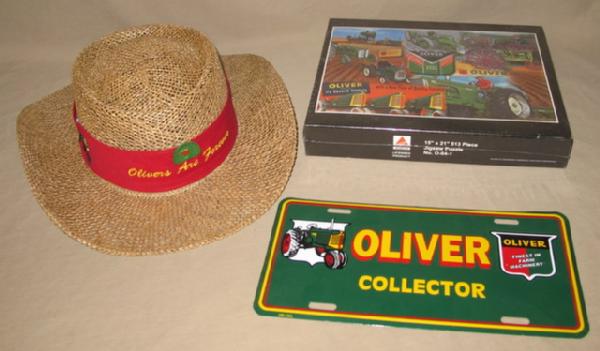 Olivers Are Forever
OLIVER
OLIVER
OLIVER
15" x 21" 513 Piece
Jigsaw Puzzle
OLIVER
COLLECTOR
OLIVER
FINEST IN
FARM
MACHINERY